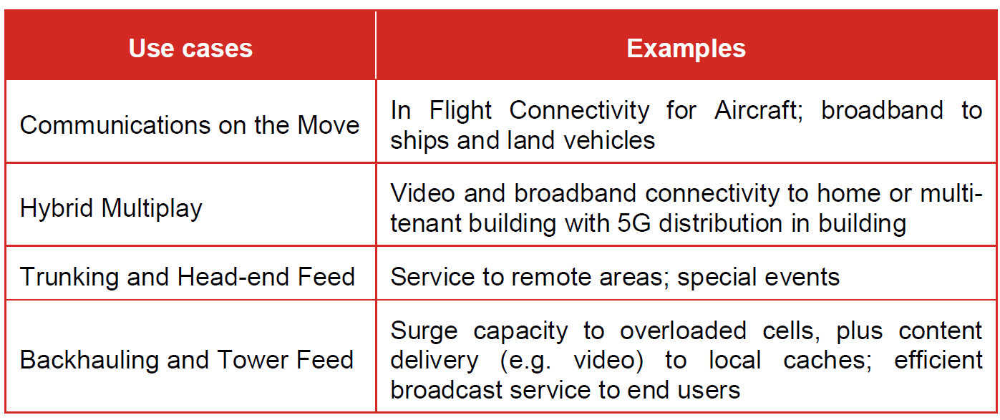 Use cases
Examples
Communications on the Move
In Flight Connectivity for Aircraft; broadband to
ships and land vehicles
Hybrid Multiplay
Video and broadband connectivity to home or multi-
tenant building with 5G distribution in building
Trunking and Head-end Feed
Service to remote areas; special events
Backhauling and Tower Feed
Surge capacity to overloaded cells, plus content
delivery (e.g. video) to local caches; efficient
broadcast service to end users